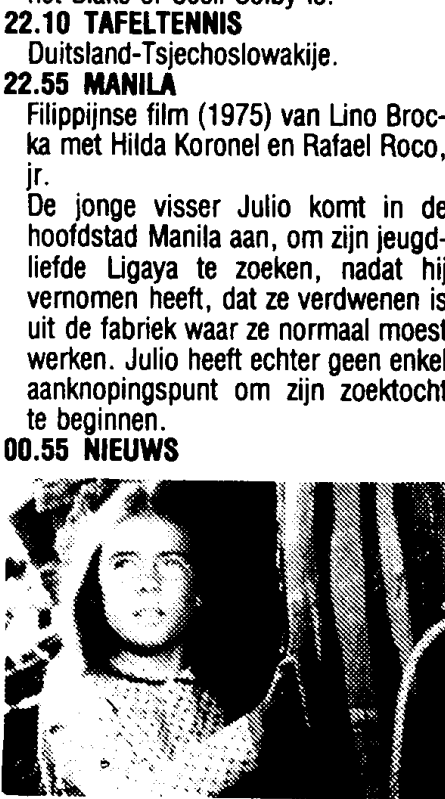 22.10 TAFELTENNIS
Duitsland-Tsjechoslowakije.
22.55 MANILA
Filippijnse film (1975) van Lino Broc-
ka met Hilda Koronel en Rafael Roco,
jr.
De jonge visser Julio komt in de
hoofdstad Manila aan, om zijn jeugd-
liefde Ligaya te zoeken, nadat hij
vernomen heeft, dat ze verdwenen is
uit de fabriek waar ze normaal moest
werken. Julio heeft echter geen enkel
aanknopingspunt om zijn zoektocht
te beginnen.
00.55 NIEUWS